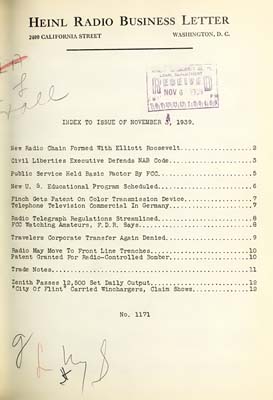 HEINL RADIO BUSINESS LETTER
2400 CALIFORNIA STREET WASHINGTON, D. C.
RECEIVED
NOV 6 1939
INDEX TO ISSUE OF NOVEMBER 3, 1939.
New Radio Chain Formed With Elliott Roosevelt....................2
Civil Liberties Executive Defends NAB Code.......................3
Public Service Held Basic Factor By FCC..........................5
New U. S. Educational Program Scheduled..........................6
Finch Gets Patent On Color Transmission Device...................7
Telephone Television Commercial In Germany.......................7
Radio Telegraph Regulations Streamlined..........................8
FCC Watching Amateurs, F.D.R. Says...............................8
Travelers Corporate Transfer Again Denied........................9
Radio May Move To Front Line Trenches...........................10
Patent Granted For Radio-Controlled Bomber......................10
Trade Notes.....................................................11
Zenith Passes 12,500 Set Daily Output...........................12
"City Of Flint" Carried Winchargers, Claim Shows................12
No. 1171